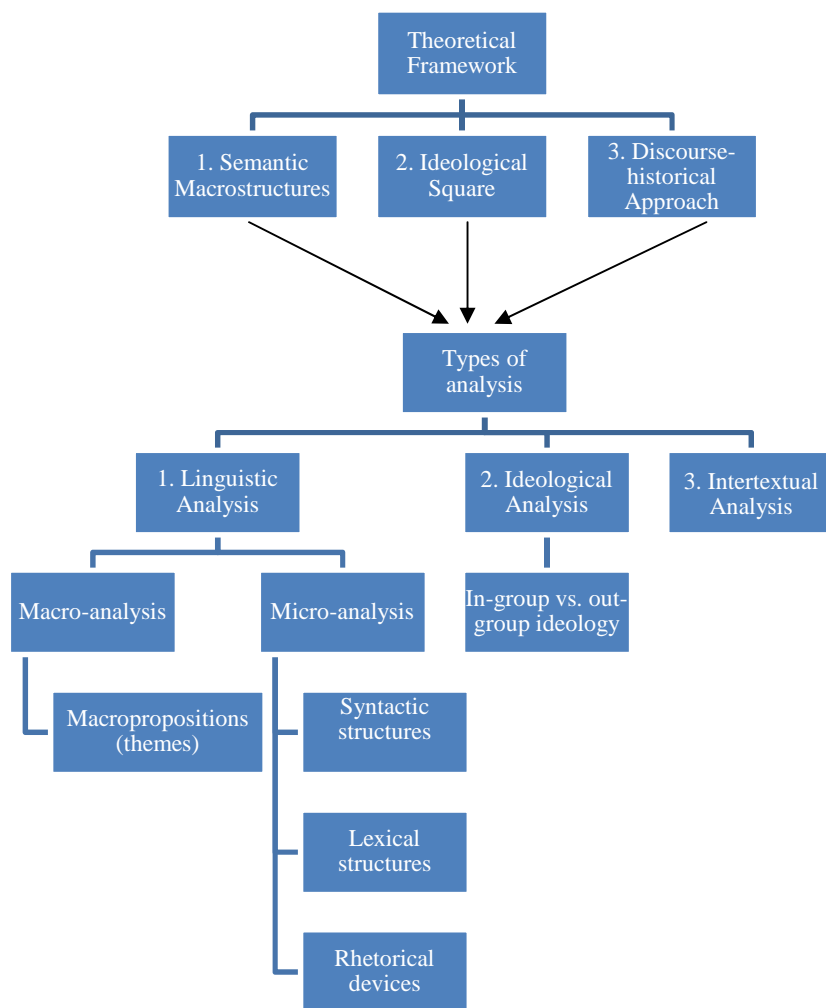 Theoretical
Framework
1. Semantic
Macrostructures
2. Ideological
Square
3. Discourse-
historical
Approach
Types of
analysis
1. Linguistic
Analysis
2. Ideological
Analysis
3. Intertextual
Analysis
Macro-analysis
Micro-analysis
In-group vs. out-
group ideology
Macropropositions
(themes)
Syntactic
structures
Lexical
structures
Rhetorical
devices